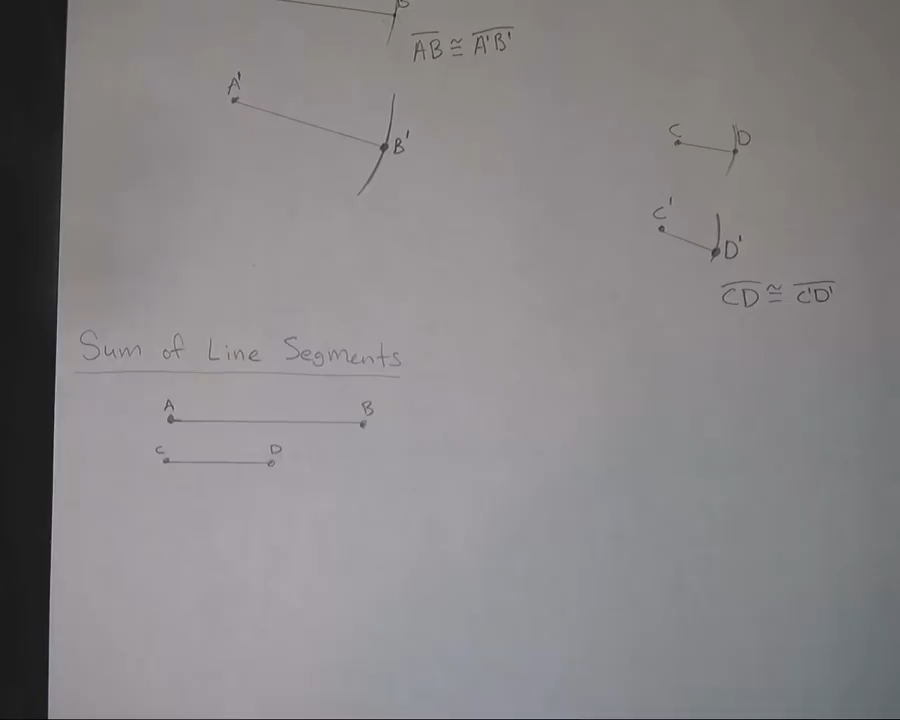 B
AB ≅ A'B'
A'
B'
C D
C'
D'
CD ≅ C'D'
Sum of Line Segments
A B
C D